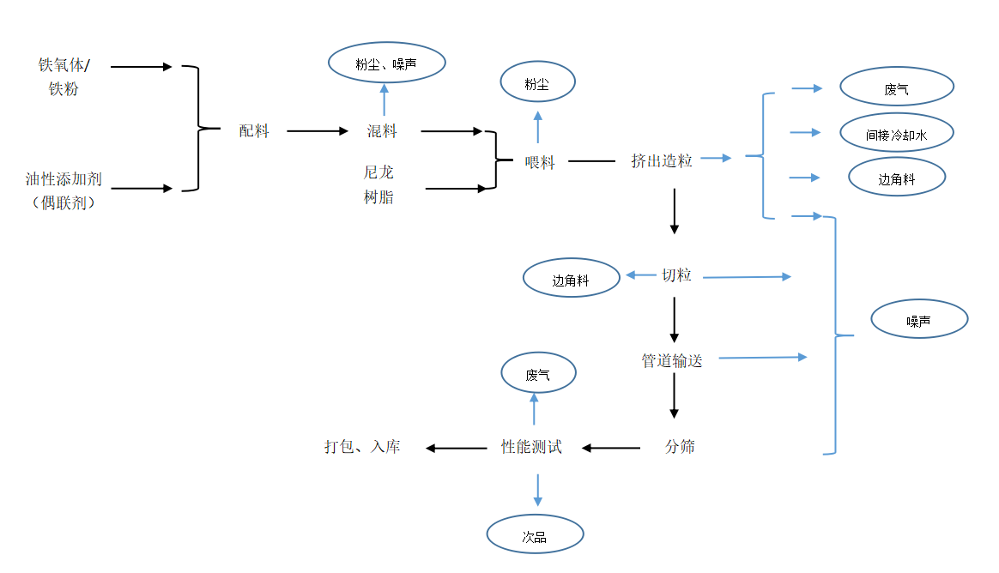 铁氧体/
铁粉
粉尘、噪声
粉尘
废气
配料
混料
间接冷却水
尼龙
树脂
喂料
挤出造粒
油性添加剂
（偶联剂）
边角料
边角料
切粒
噪声
管道输送
废气
打包、入库
性能测试
分筛
次品